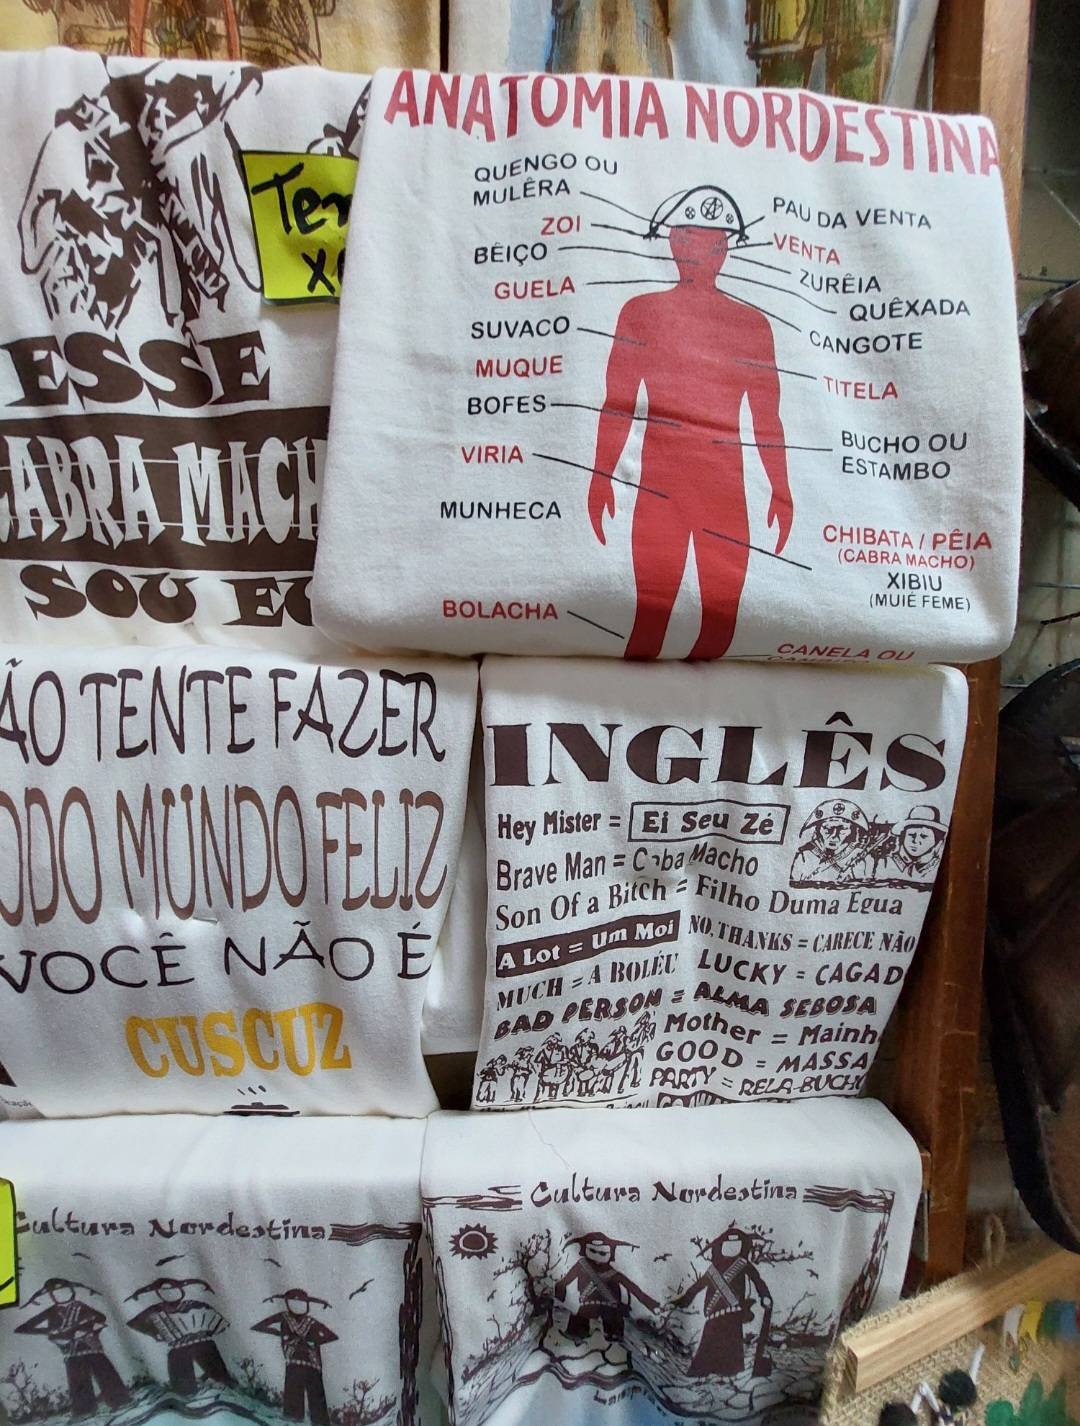 ANATOMIA NORDESTINA
QUENGO OU
MULÊRA
ZOI
BÊIÇO
GUELA
SUVACO
MUQUE
BOFES
VIRIA
MUNHECA
BOLACHA
PAU DA VENTA
VENTA
ZURÊIA
QUÊXADA
CANGOTE
TITELA
BUCHO OU
ESTAMBO
CHIBATA / PÊIA
(CABRA MACHO)
XIBIU
(MUIÉ FEME)
CANELA OU
Ten
ESSE
CABRA MACH
SOU EU
ÃO TENTE FAZER
ODO MUNDO FELIZ
VOCÊ NÃO É
CUSCUZ
INGLÊS
Hey Mister = Ei Seu Zé
Brave Man = Caba Macho
Son Of a Bitch = Filho Duma Égua
A Lot = Um Moi
NO, THANKS = CARECE NÃO
MUCH = A BOLÉU
LUCKY = CAGAD
BAD PERSON = ALMA SEBOSA
Mother = Mainh
GOOD = MASSA
PARTY = RELA-BUCHO
Cultura Nordestina
Cultura Nordestina